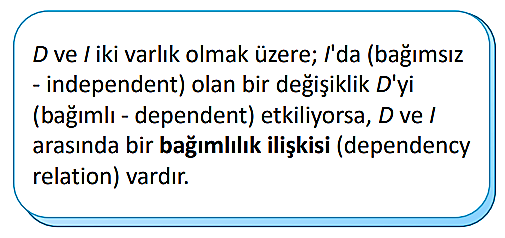 D ve I iki varlık olmak üzere; I'da (bağımsız
- independent) olan bir değişiklik D'yi
(bağımlı - dependent) etkiliyorsa, D ve I
arasında bir bağımlılık ilişkisi (dependency
relation) vardır.